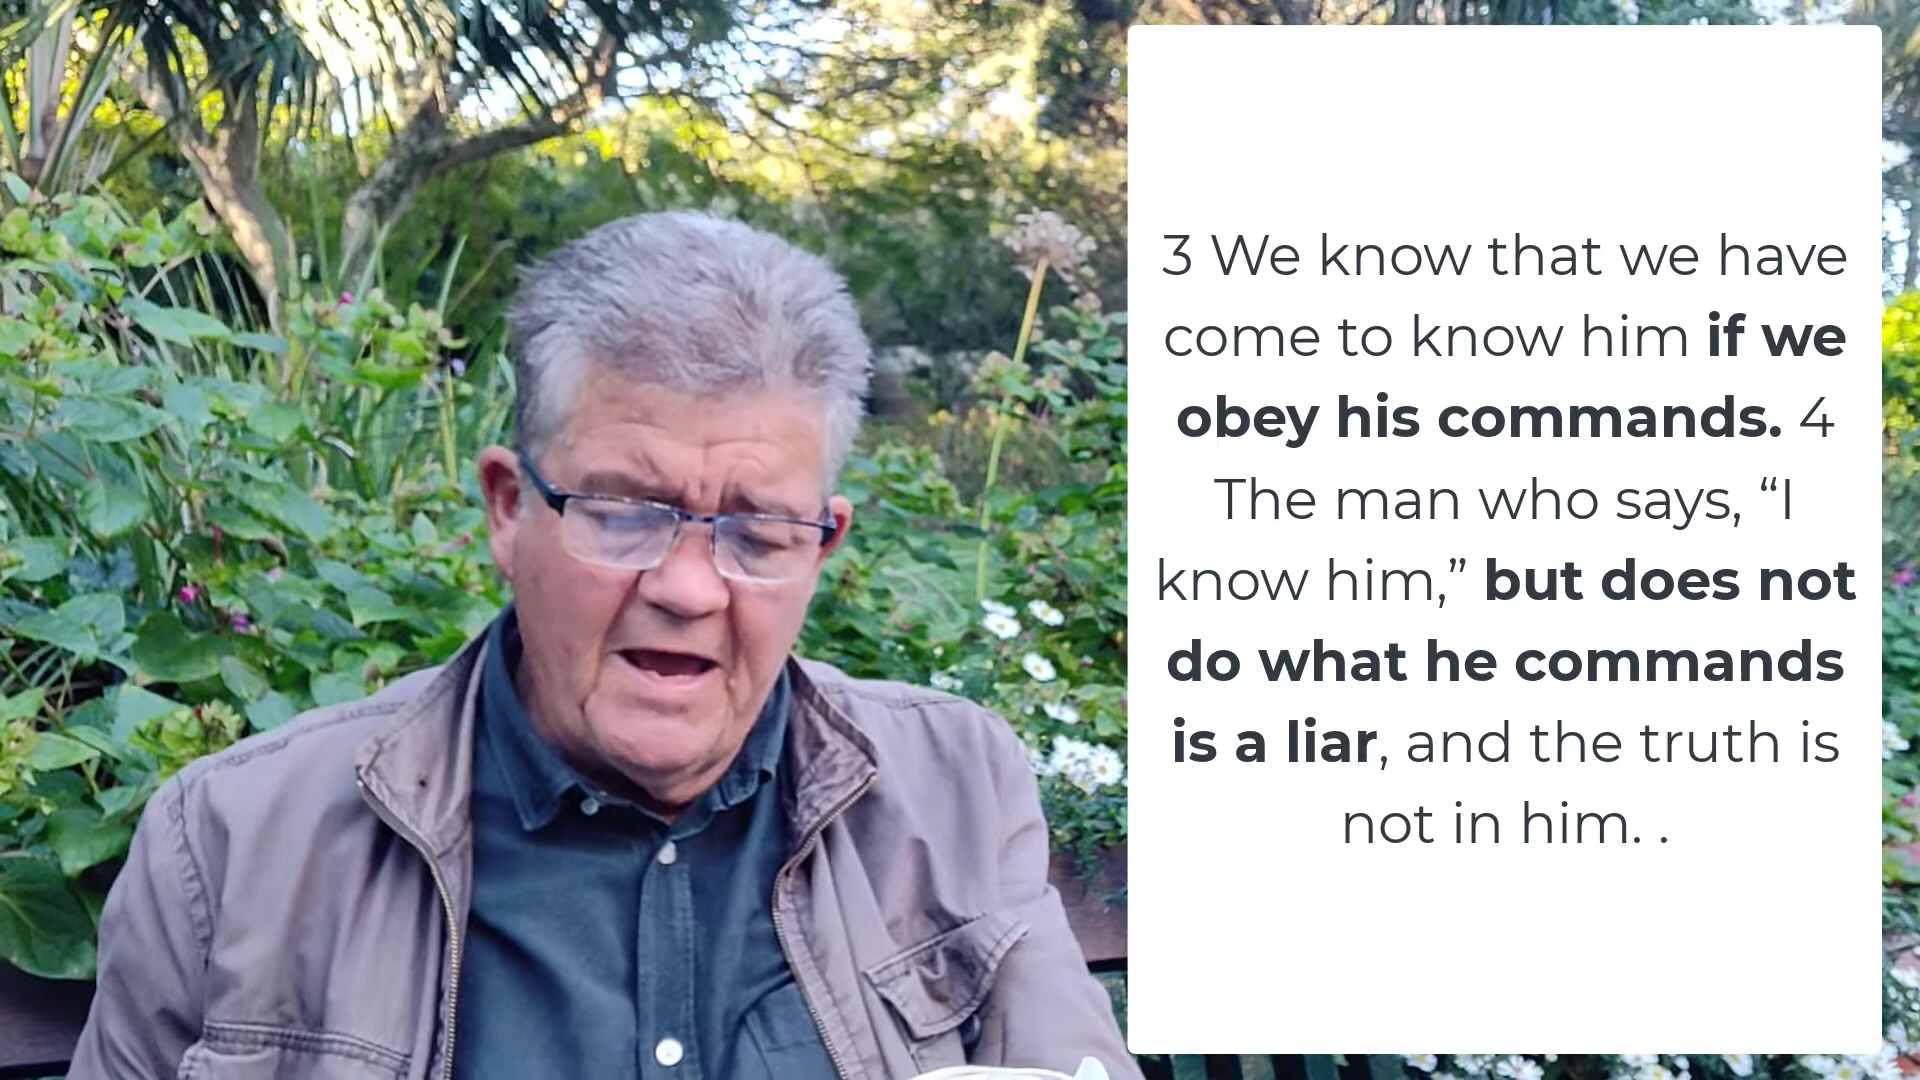 3 We know that we have
come to know him if we
obey his commands. 4
The man who says, “I
know him,” but does not
do what he commands
is a liar, and the truth is
not in him. .